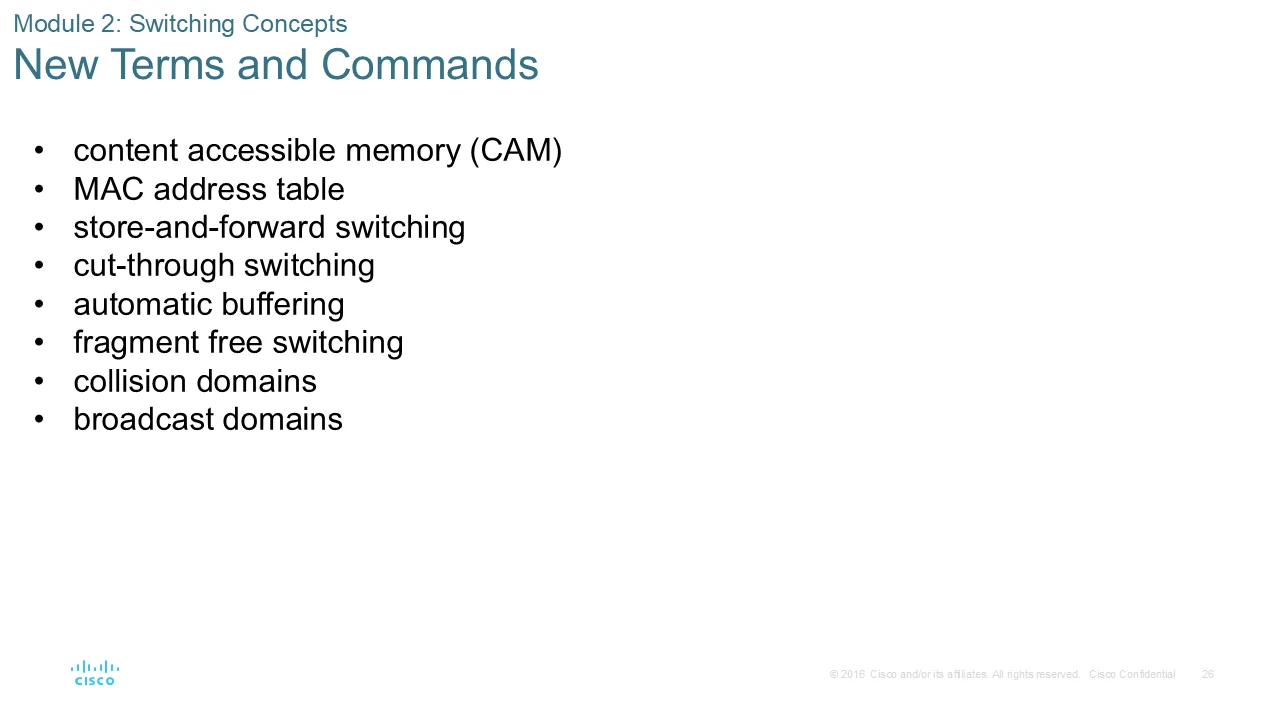 Module 2: Switching Concepts
New Terms and Commands
• content accessible memory (CAM)
• MAC address table
• store-and-forward switching
• cut-through switching
• automatic buffering
• fragment free switching
• collision domains
• broadcast domains
CISCO
© 2016 Cisco and/or its affiliates. All rights reserved. Cisco Confidential 26